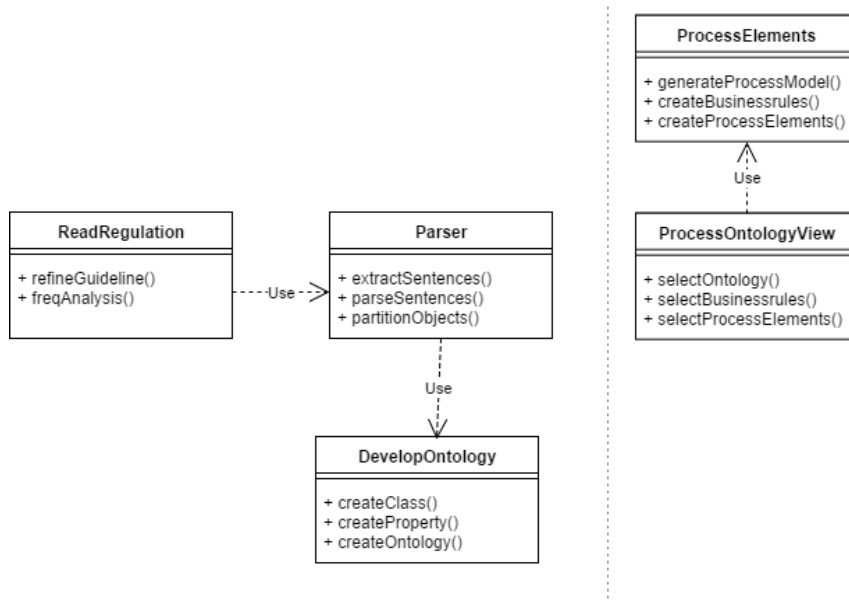 ProcessElements
+ generateProcessModel()
+ createBusinessrules()
+ createProcessElements()
Use
ProcessOntologyView
+ selectOntology()
+ selectBusinessrules()
+ selectProcessElements()
ReadRegulation
+ refineGuideline()
+ freqAnalysis()
Use
Parser
+ extractSentences()
+ parseSentences()
+ partitionObjects()
Use
DevelopOntology
+ createClass()
+ createProperty()
+ createOntology()